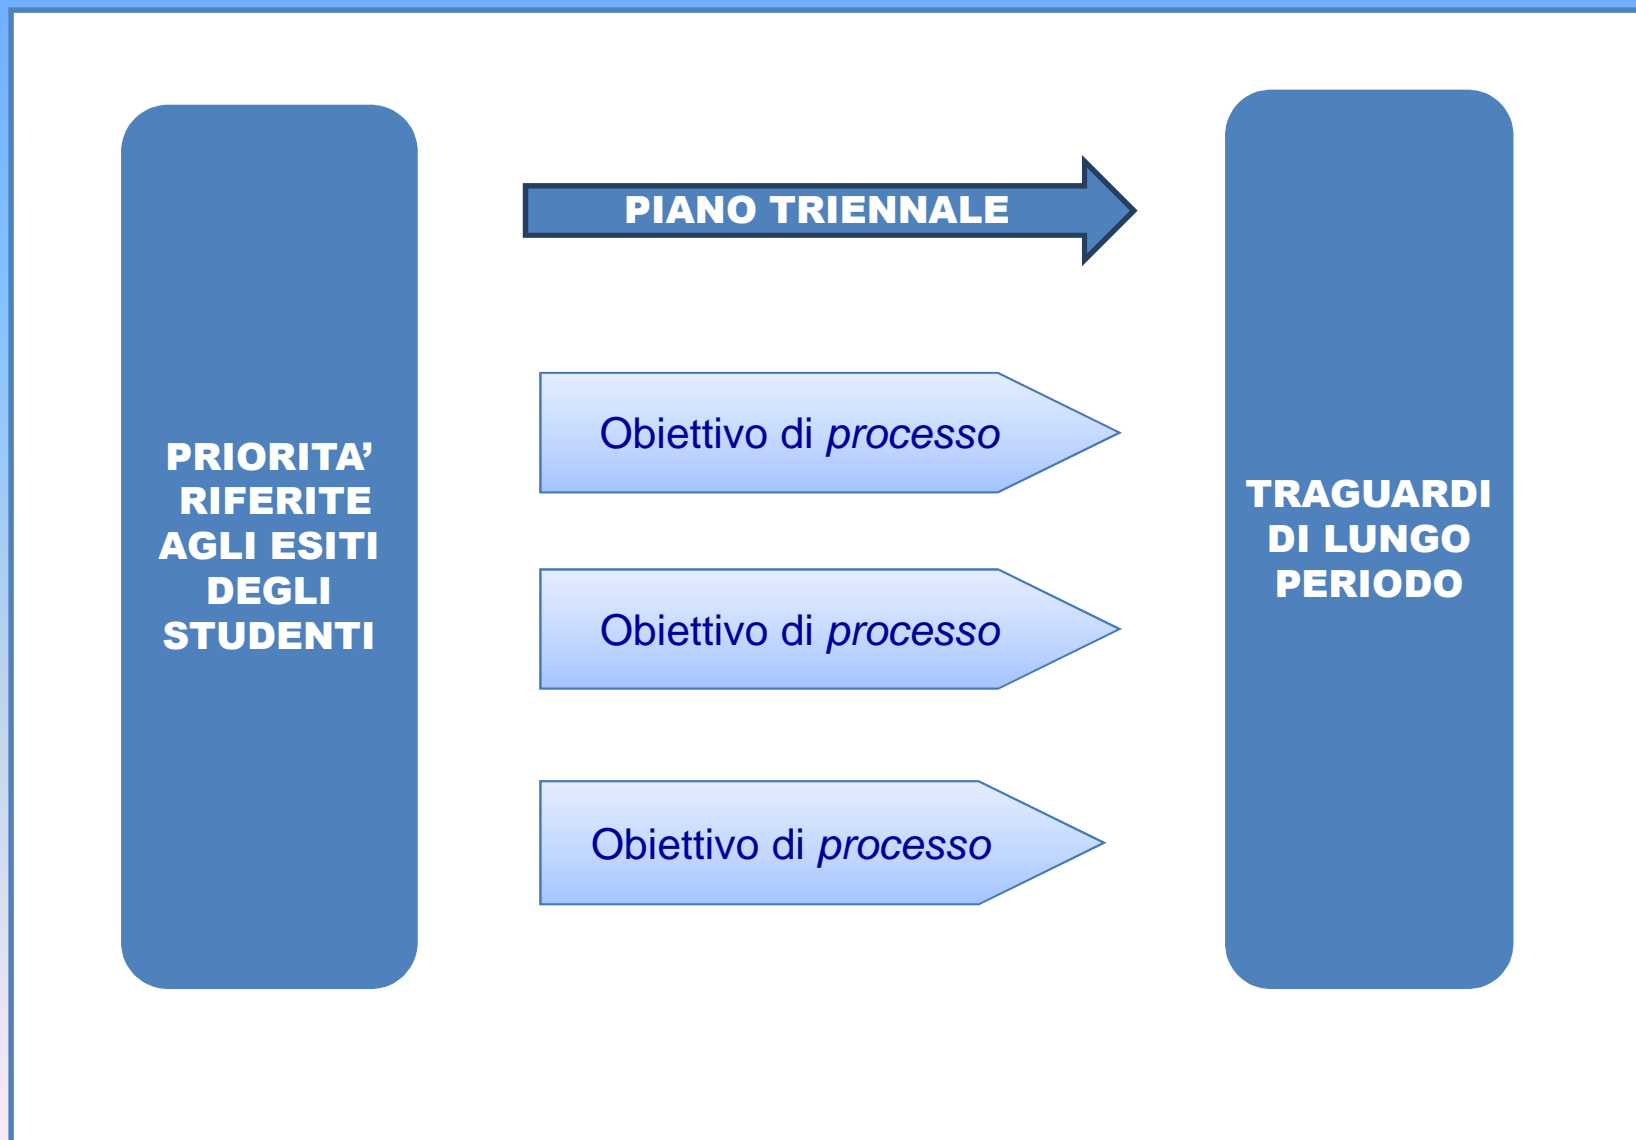 PRIORITA’
RIFERITE
AGLI ESITI
DEGLI
STUDENTI
PIANO TRIENNALE
Obiettivo di processo
Obiettivo di processo
Obiettivo di processo
TRAGUARDI
DI LUNGO
PERIODO